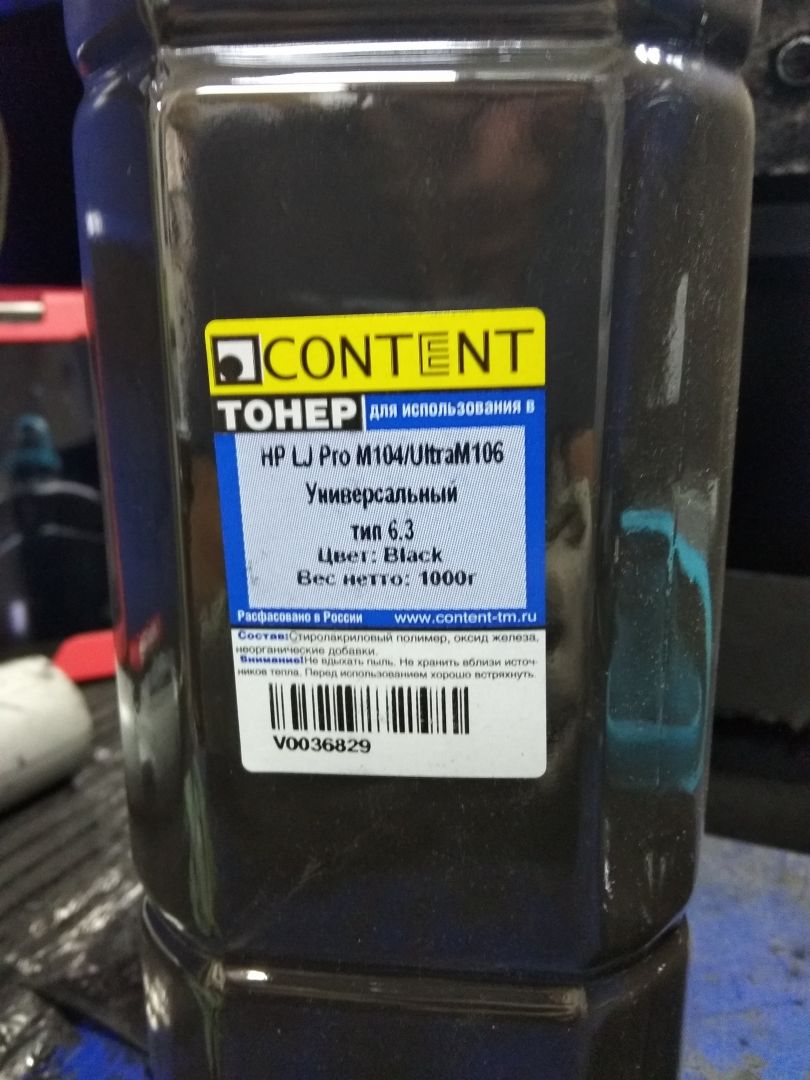 CONTENT
ТОНЕР для использования в
HP LJ Pro M104/UltraM106
Универсальный
тип 6.3
Цвет: Black
Вес нетто: 1000г
Расфасовано в России www.content-tm.ru
Состав:Стиролакриловый полимер, оксид железа,
неорганические добавки.
Внимание!Не вдыхать пыль. Не хранить вблизи источ-
ников тепла. Перед использованием хорошо встряхнуть.
V0036829